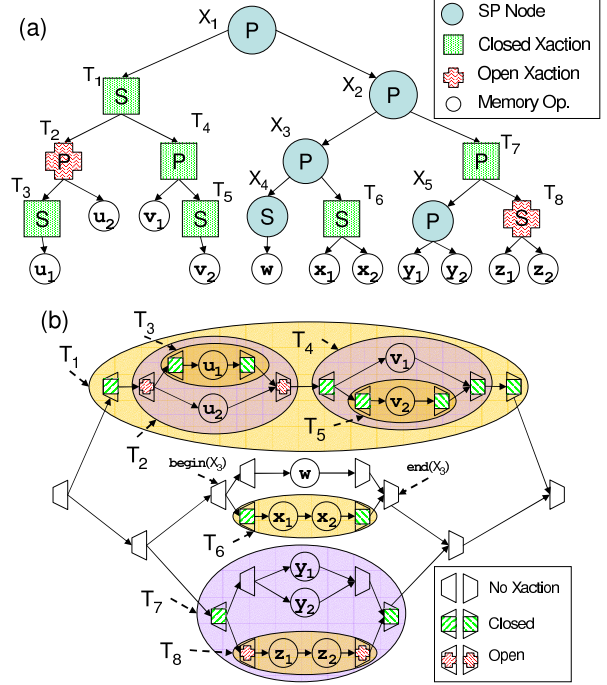 (a)
X1
P
SP Node
Closed Xaction
Open Xaction
Memory Op.
T1
S
X2
P
T2
P
T4
P
X3
P
T7
P
T3
S
u2
v1
T5
S
X4
S
T6
S
X5
P
T8
S
u1
v2
w
x1
x2
y1
y2
z1
z2
(b)
T3
T4
T1
u1
v1
u2
v2
T2
T5
begin(X3)
w
end(X3)
x1
x2
T6
y1
y2
T7
T8
z1
z2
No Xaction
Closed
Open